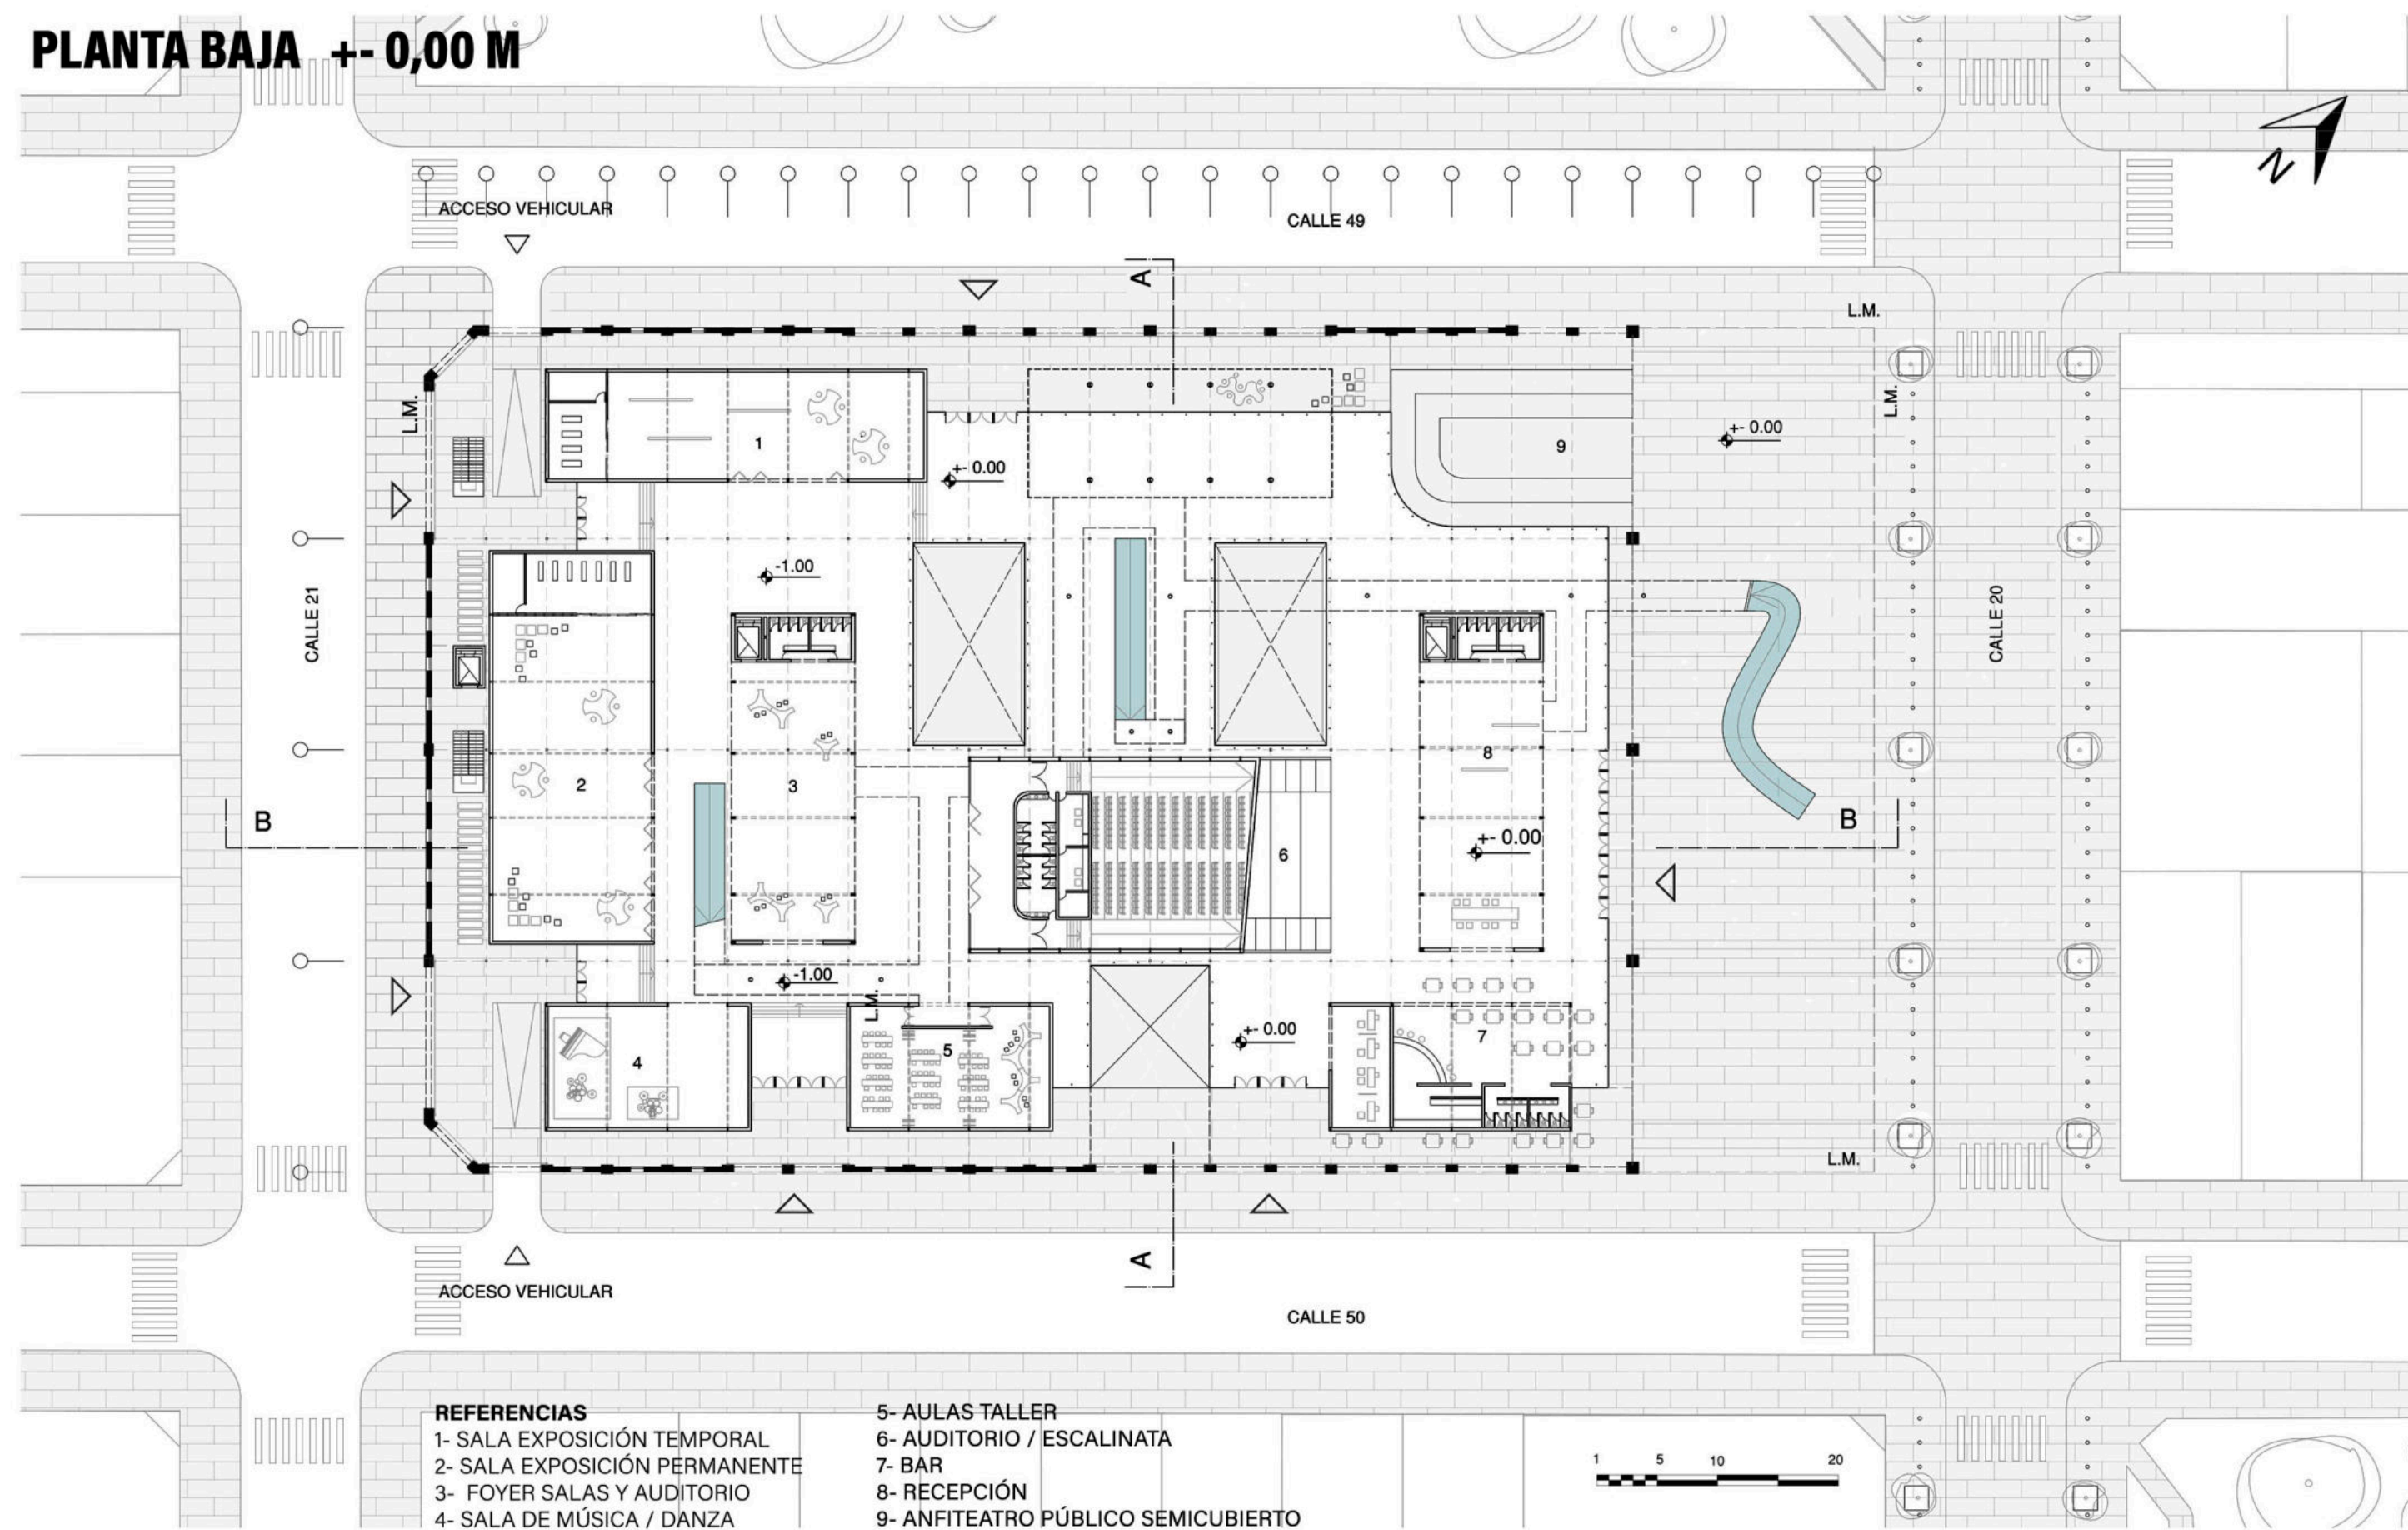 PLANTA BAJA +- 0,00 M
N
ACCESO VEHICULAR
CALLE 49
A
L.M.
L.M.
L.M.
1
9
+- 0.00
+- 0.00
-1.00
CALLE 21
CALLE 20
2
3
8
B
B
+- 0.00
6
-1.00
L.M.
+- 0.00
4
5
7
L.M.
A
ACCESO VEHICULAR
CALLE 50
REFERENCIAS
1- SALA EXPOSICIÓN TEMPORAL
2- SALA EXPOSICIÓN PERMANENTE
3- FOYER SALAS Y AUDITORIO
4- SALA DE MÚSICA / DANZA
5- AULAS TALLER
6- AUDITORIO / ESCALINATA
7- BAR
8- RECEPCIÓN
9- ANFITEATRO PÚBLICO SEMICUBIERTO
1 5 10 20